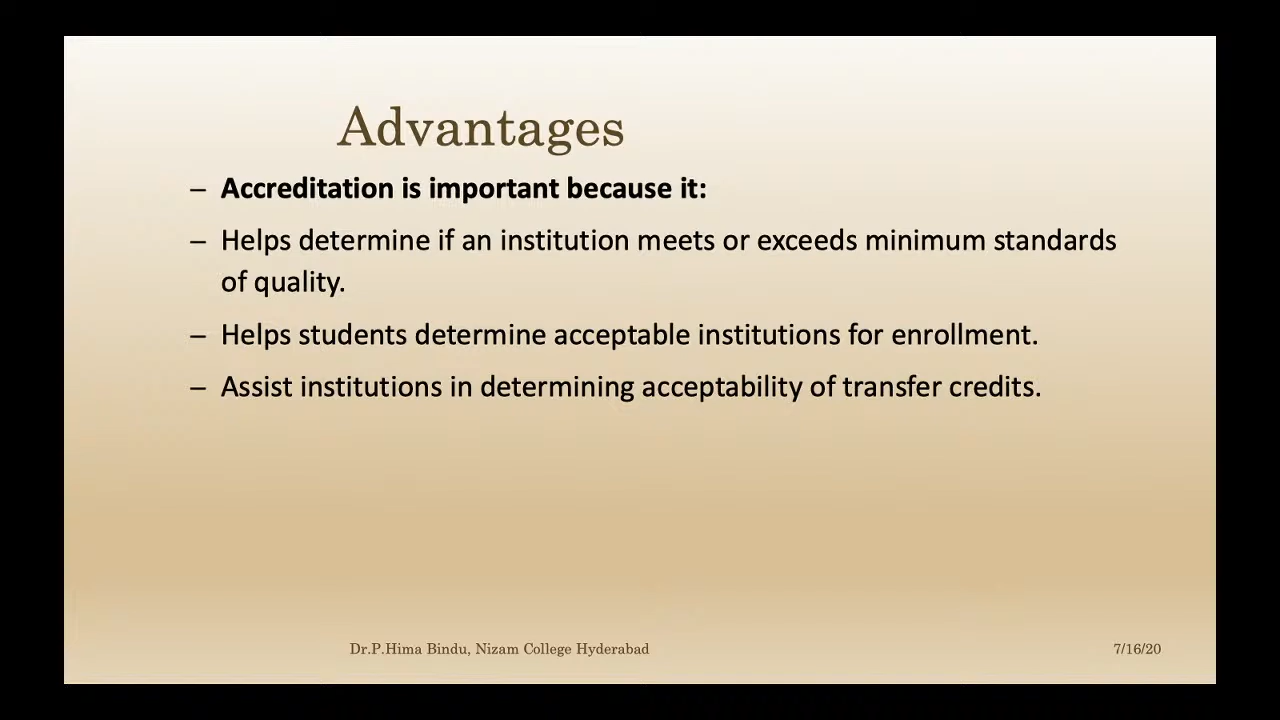 Advantages
– Accreditation is important because it:
– Helps determine if an institution meets or exceeds minimum standards
of quality.
– Helps students determine acceptable institutions for enrollment.
– Assist institutions in determining acceptability of transfer credits.
Dr.P.Hima Bindu, Nizam College Hyderabad
7/16/20